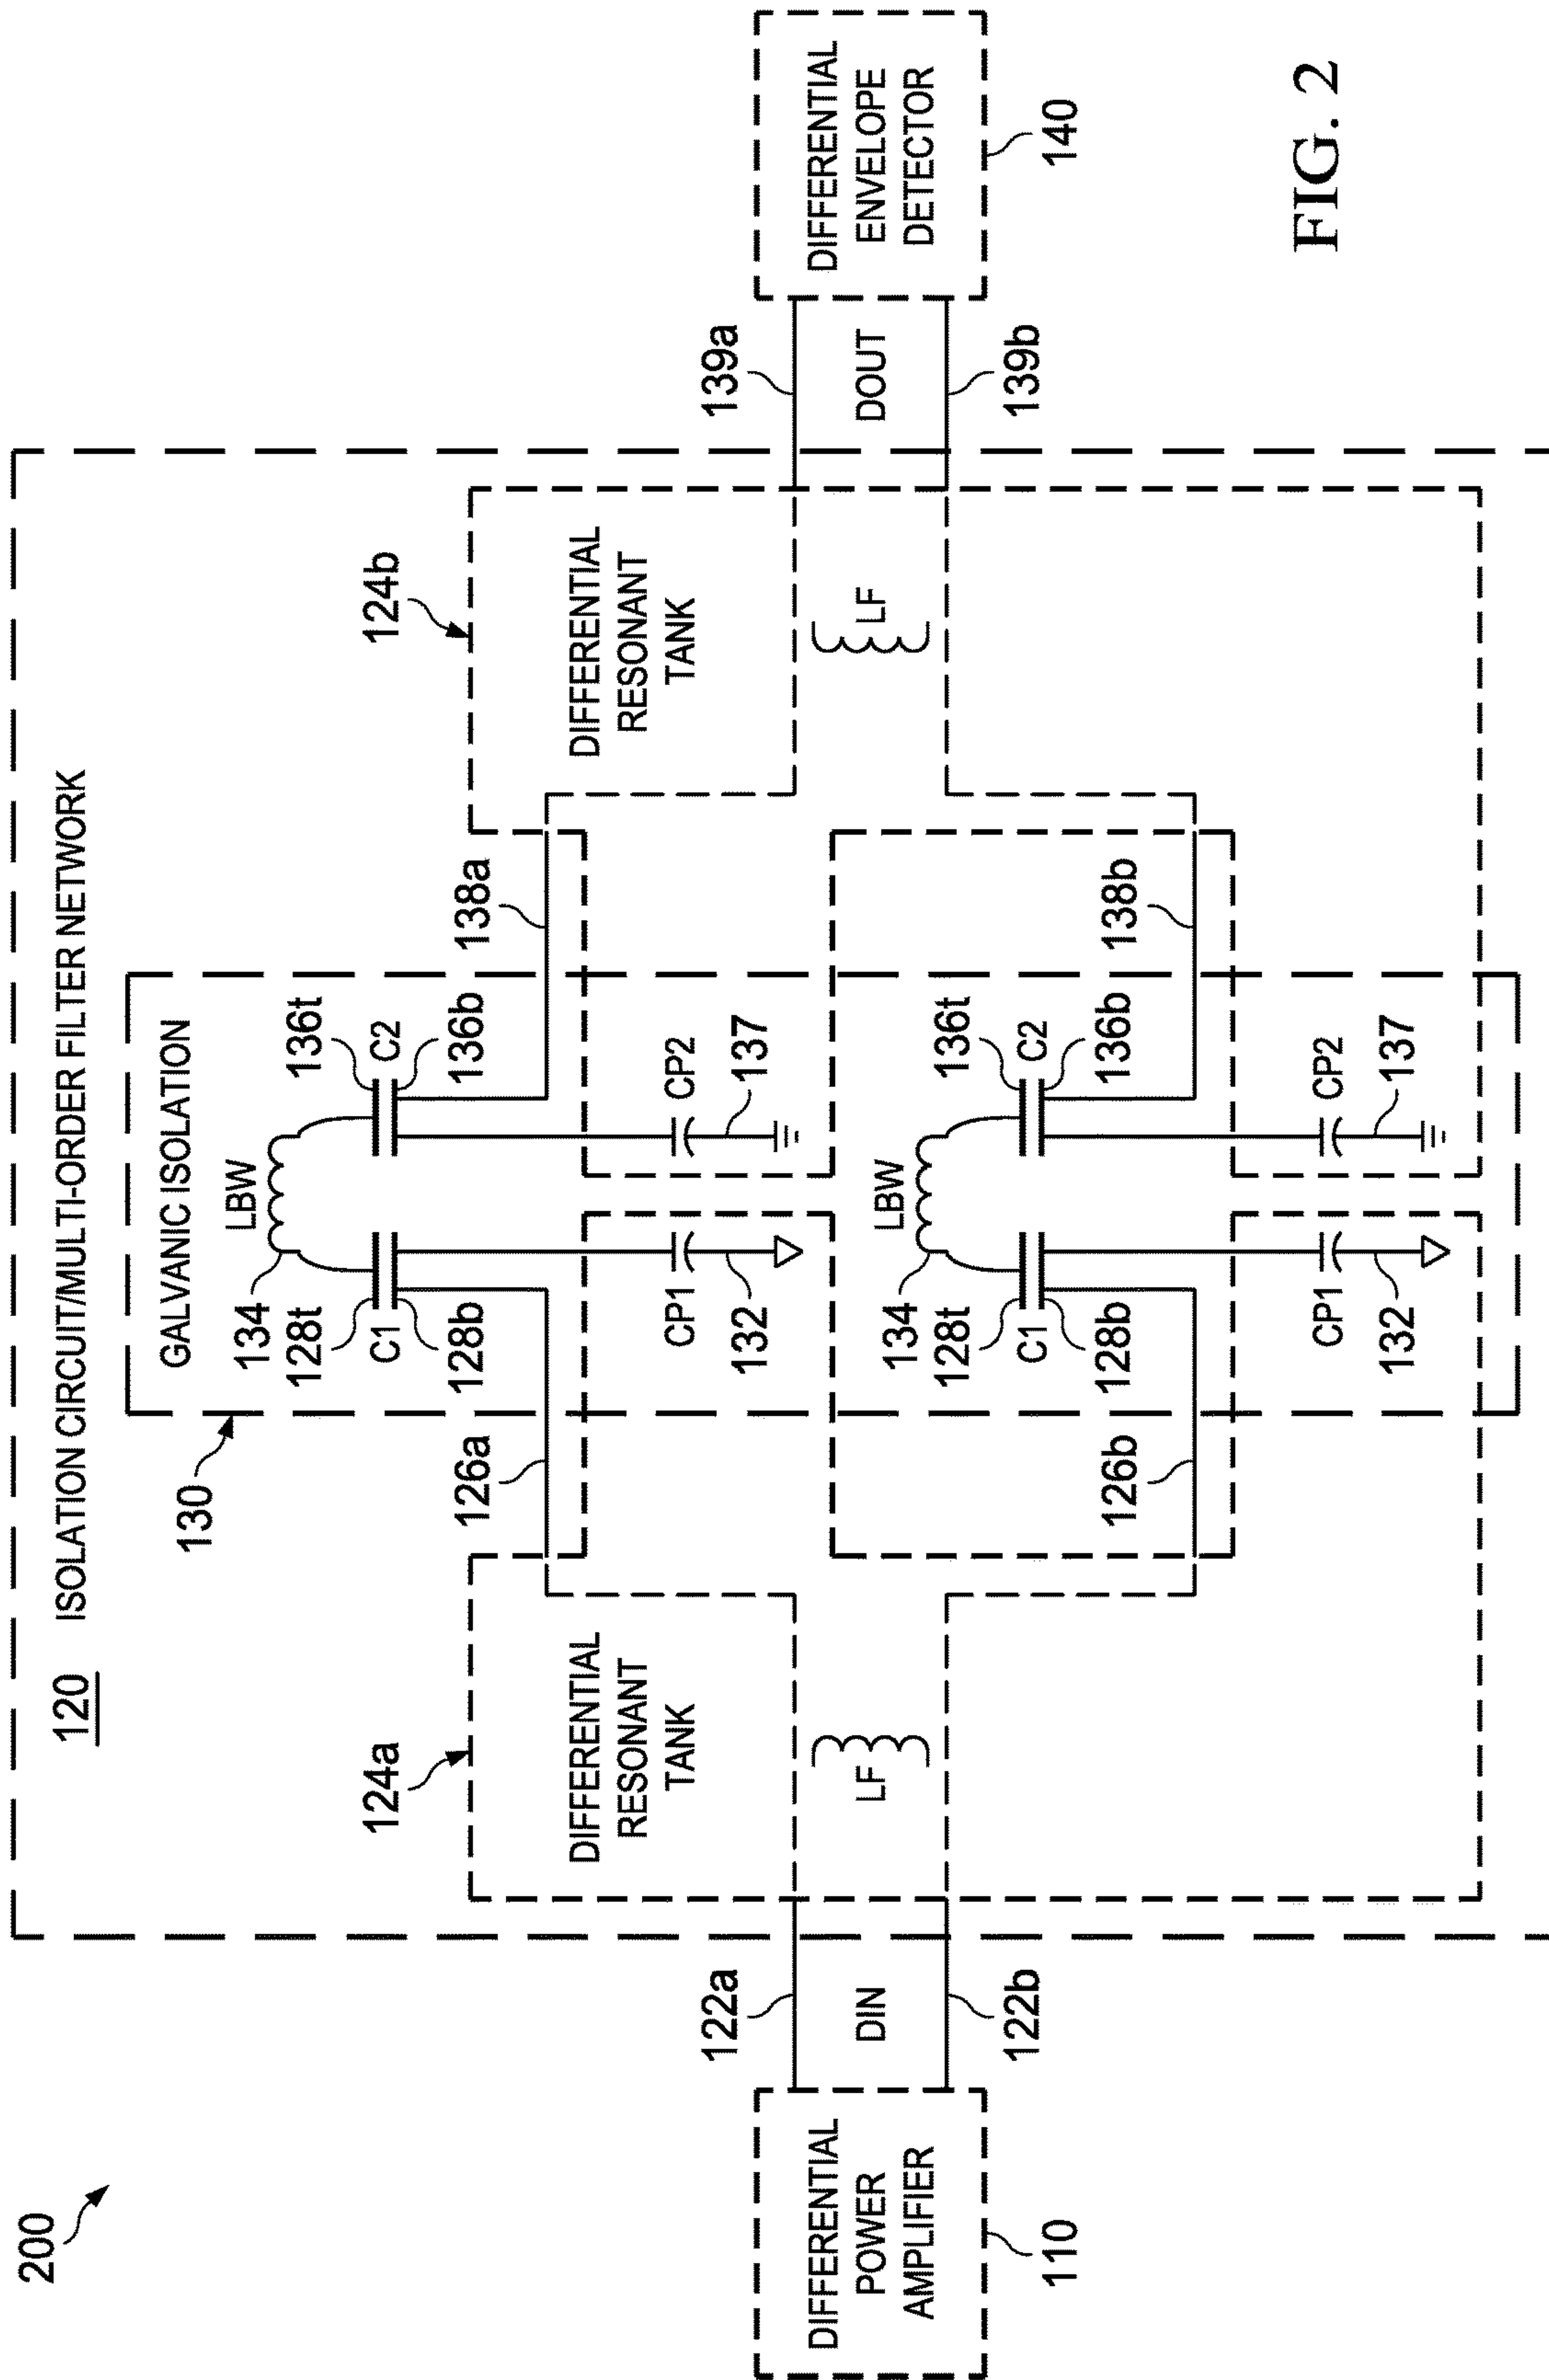 200
120 ISOLATION CIRCUIT/MULTI-ORDER FILTER NETWORK
130
GALVANIC ISOLATION
134
LBW
128t
136t
C1
C2
128b
136b
124a
124b
126a
138a
DIFFERENTIAL
RESONANT
TANK
DIFFERENTIAL
RESONANT
TANK
CP1
CP2
132
137
122a
139a
DIFFERENTIAL
POWER
AMPLIFIER
110
DIN
LF
LF
DOUT
DIFFERENTIAL
ENVELOPE
DETECTOR
140
122b
139b
134
LBW
128t
136t
C1
C2
128b
136b
126b
138b
CP1
CP2
132
137
FIG. 2